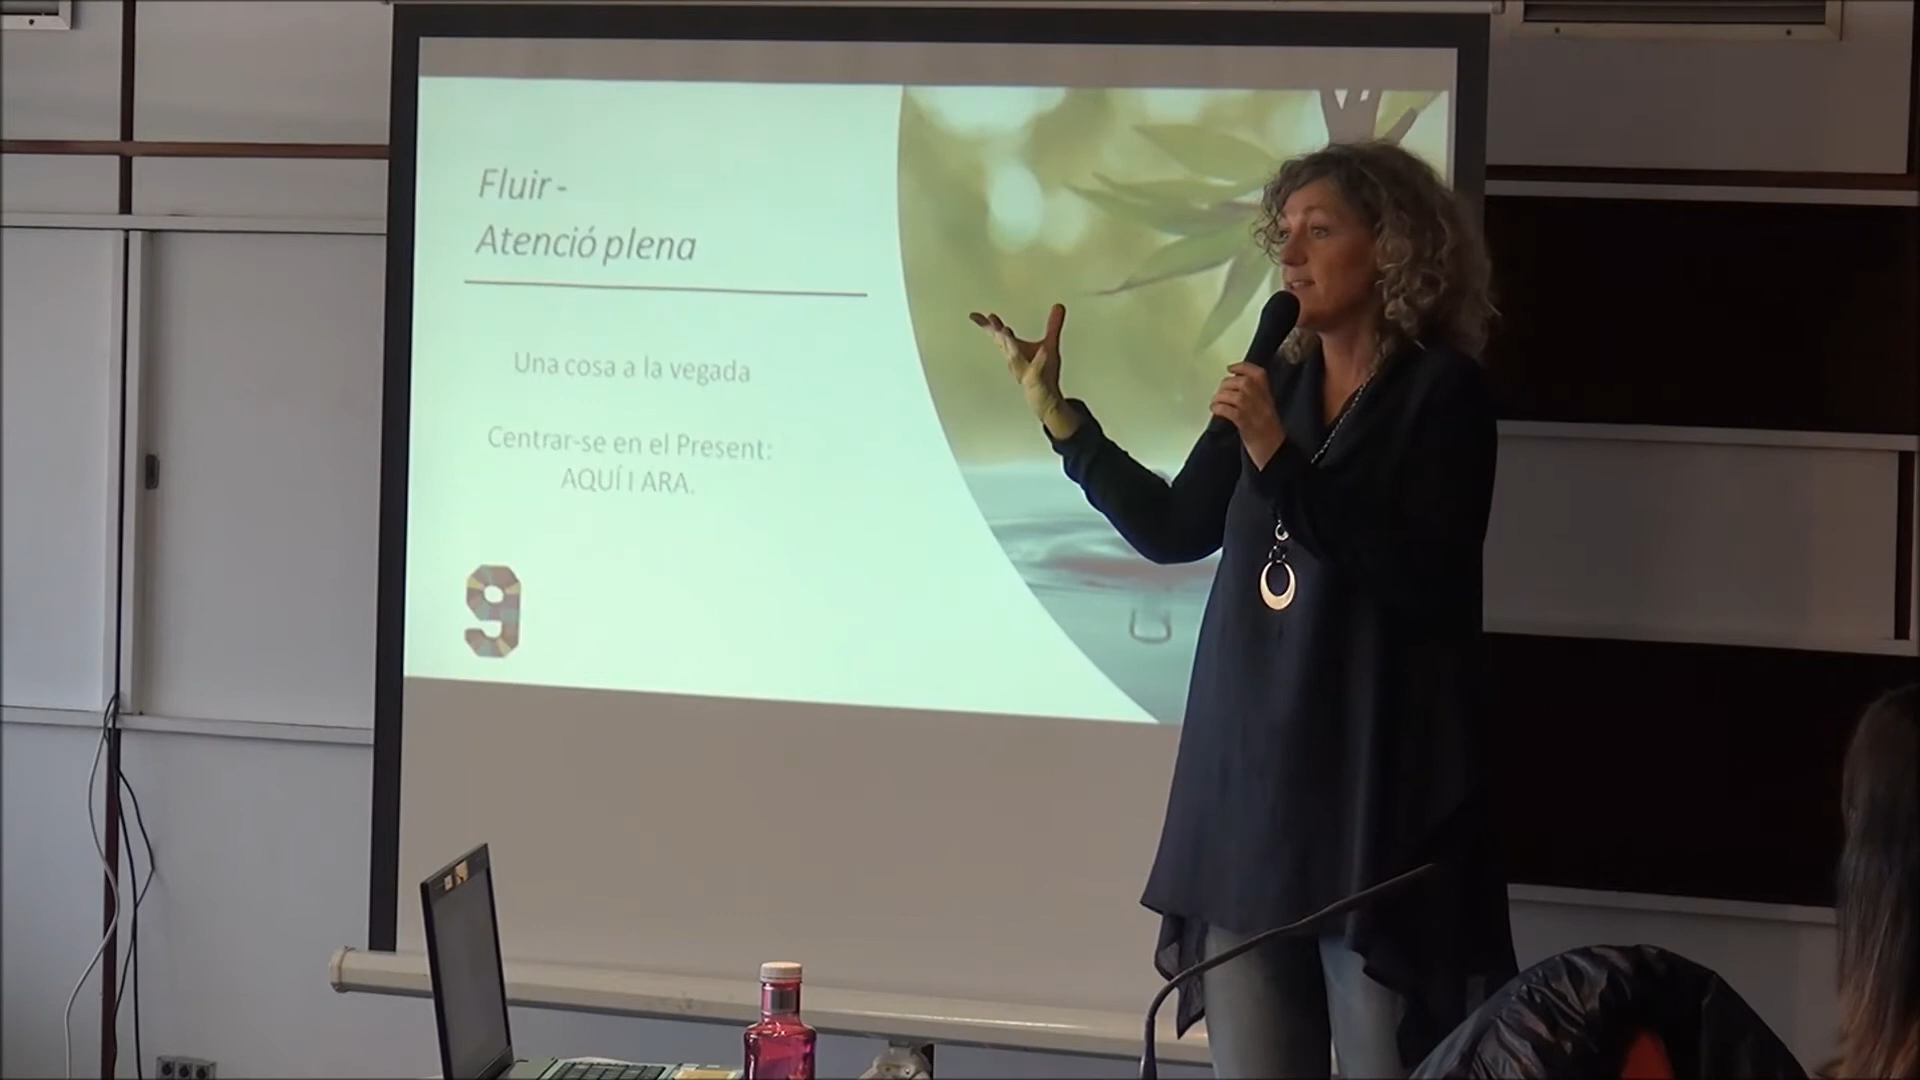 Fluir -
Atenció plena
Una cosa a la vegada
Centrar-se en el Present:
AQUÍ I ARA.
9